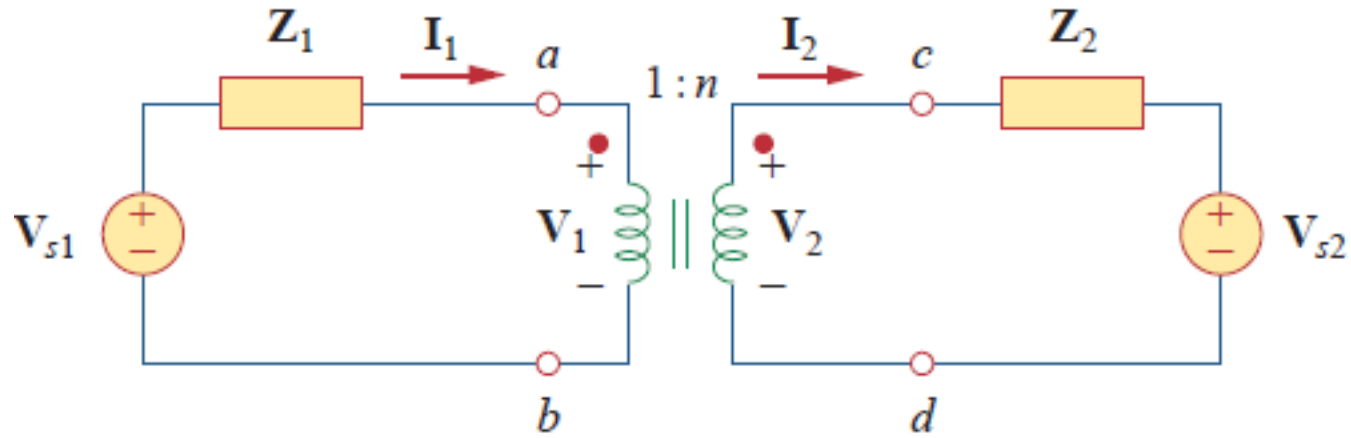 Z1 I1 a 1 : n I2 c Z2
+ +
+ +
Vs1 V1 V2 Vs2
− −
− −
b d